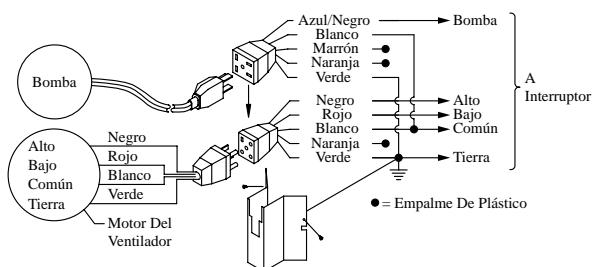 Azul/Negro
Blanco
Marrón
Naranja
Verde
Bomba
Bomba
A
Interruptor
Negro
Rojo
Blanco
Naranja
Verde
Alto
Bajo
Común
Tierra
Alto
Bajo
Común
Tierra
Negro
Rojo
Blanco
Verde
Motor Del
Ventilador
= Empalme De Plástico